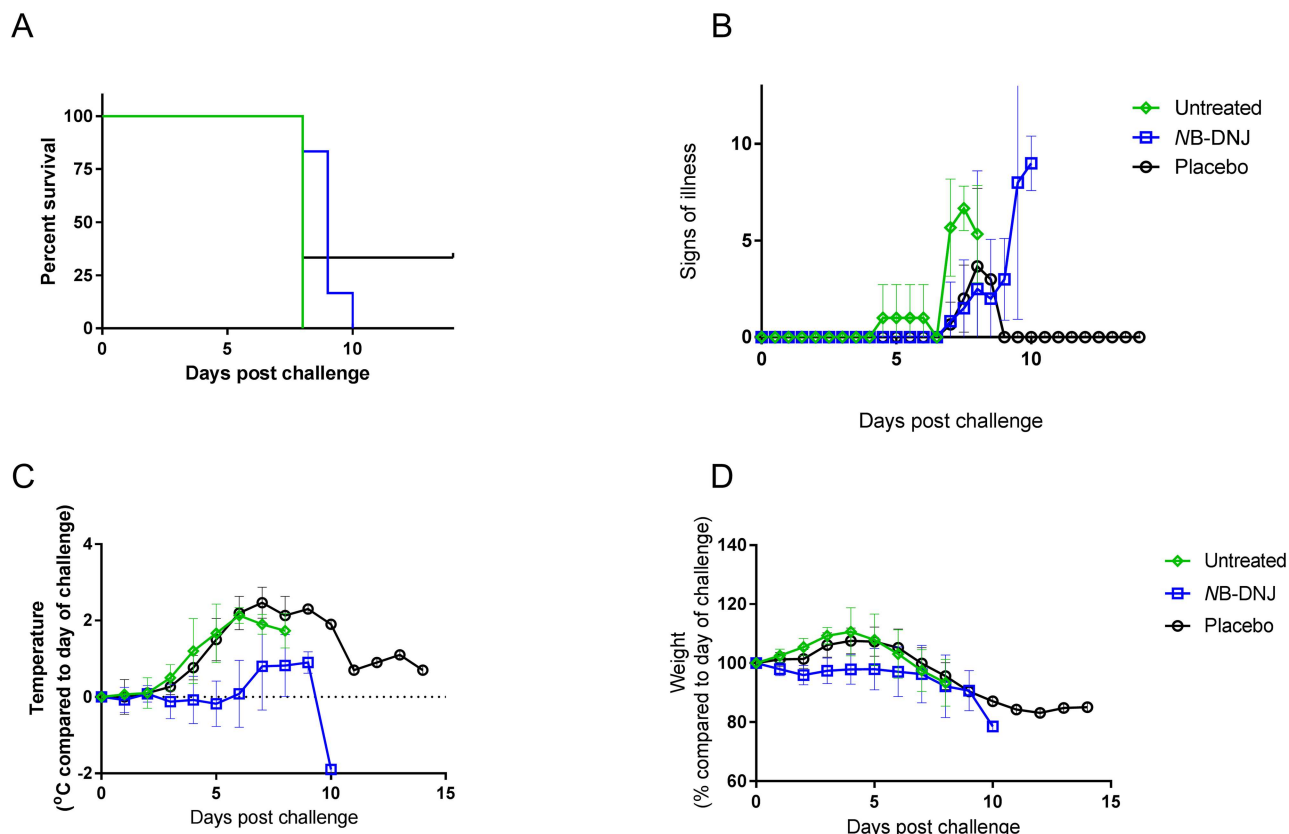 A
Percent survival
100
75
50
25
0
0 5 10
Days post challenge
B
Signs of illness
10
5
0
0 5 10
Days post challenge
Untreated
NB-DNJ
Placebo
C
Temperature
(⁰C compared to day of challenge)
4
2
0
-2
0 5 10 15
Days post challenge
D
Weight
(% compared to day of challenge)
140
120
100
80
60
0 5 10 15
Days post challenge
Untreated
NB-DNJ
Placebo